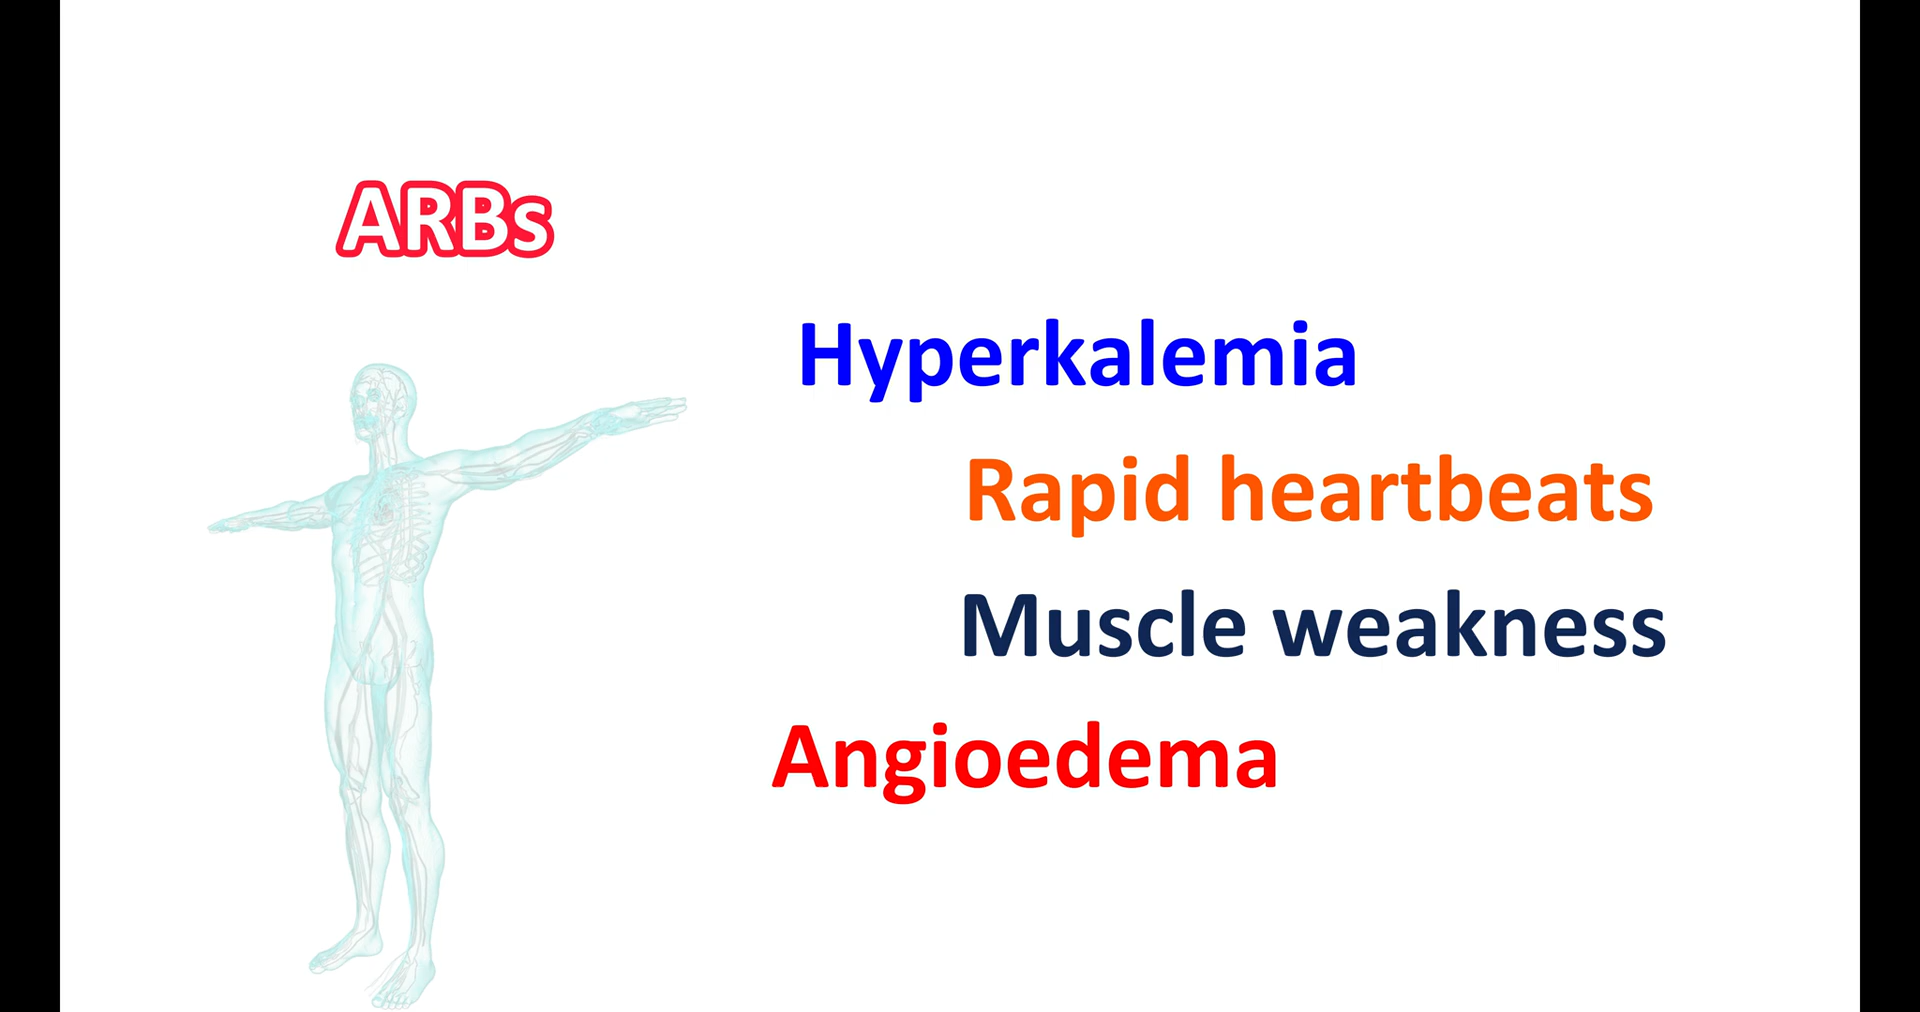 ARBs
Hyperkalemia
Rapid heartbeats
Muscle weakness
Angioedema